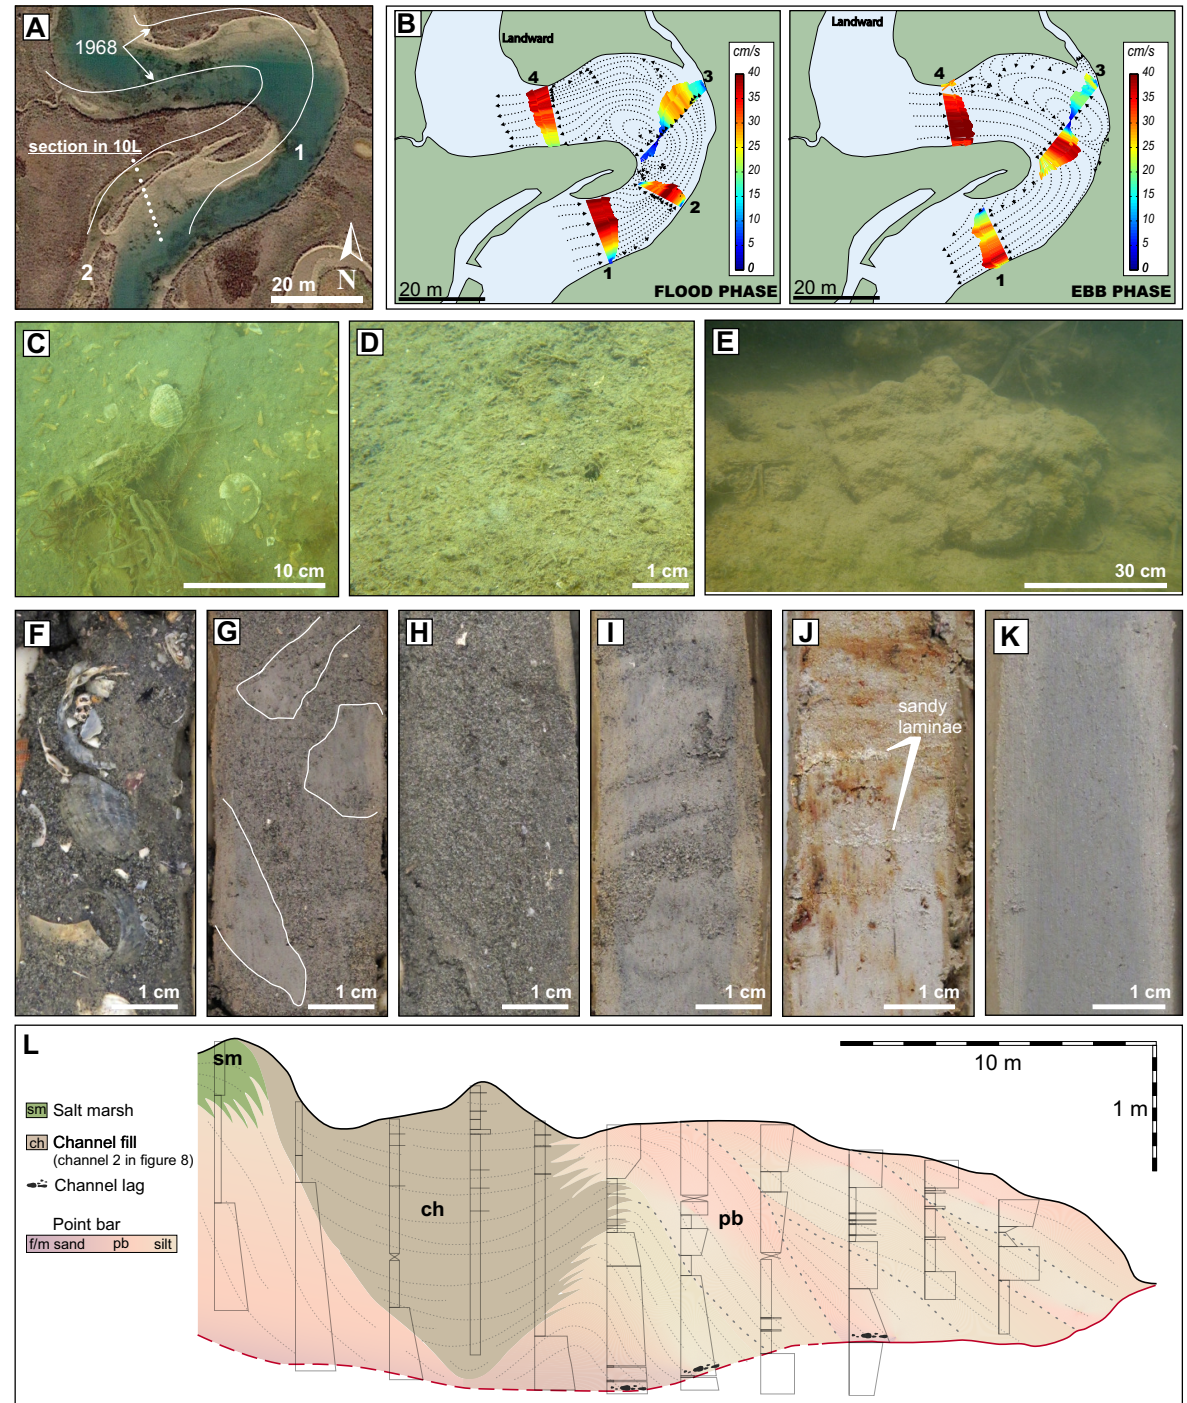 A
1968
section in 10L
1
2
N
20 m
B
Landward
4
3
2
1
20 m
FLOOD PHASE
cm/s
40
35
30
25
20
15
10
5
0
Landward
4
3
1
20 m
EBB PHASE
cm/s
40
35
30
25
20
15
10
5
0
C
10 cm
D
1 cm
E
30 cm
F
1 cm
G
1 cm
H
1 cm
I
1 cm
J
sandy
laminae
1 cm
K
1 cm
L
sm
10 m
1 m
sm Salt marsh
ch Channel fill
(channel 2 in figure 8)
Channel lag
Point bar
f/m sand pb silt
ch
pb